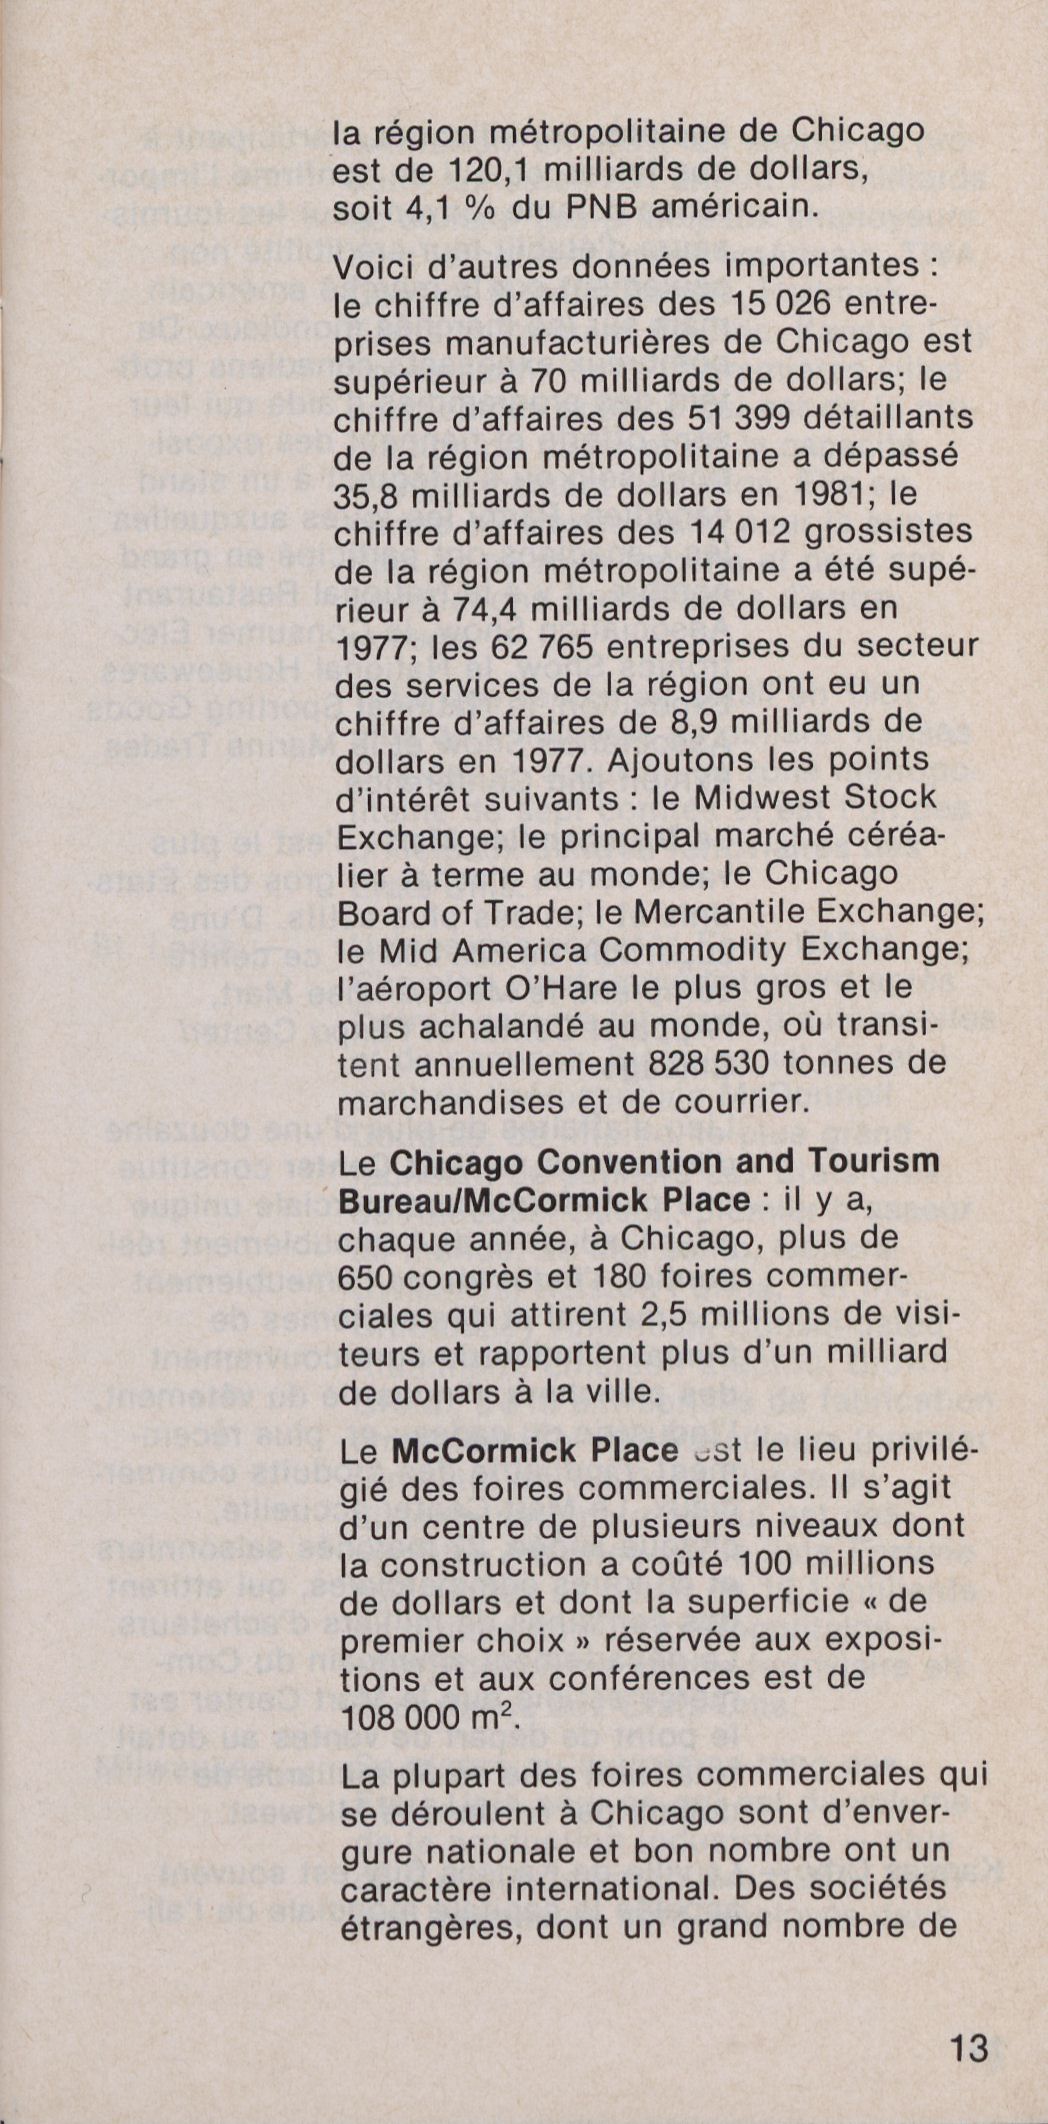 la région métropolitaine de Chicago
est de 120,1 milliards de dollars,
soit 4,1 % du PNB américain.
Voici d'autres données importantes :
le chiffre d'affaires des 15 026 entre-
prises manufacturières de Chicago est
supérieur à 70 milliards de dollars; le
chiffre d'affaires des 51 399 détaillants
de la région métropolitaine a dépassé
35,8 milliards de dollars en 1981; le
chiffre d'affaires des 14 012 grossistes
de la région métropolitaine a été supé-
rieur à 74,4 milliards de dollars en
1977; les 62 765 entreprises du secteur
des services de la région ont eu un
chiffre d'affaires de 8,9 milliards de
dollars en 1977. Ajoutons les points
d'intérêt suivants : le Midwest Stock
Exchange; le principal marché céréa-
lier à terme au monde; le Chicago
Board of Trade; le Mercantile Exchange;
le Mid America Commodity Exchange;
l'aéroport O'Hare le plus gros et le
plus achalandé au monde, où transi-
tent annuellement 828 530 tonnes de
marchandises et de courrier.
Le Chicago Convention and Tourism
Bureau/McCormick Place : il y a,
chaque année, à Chicago, plus de
650 congrès et 180 foires commer-
ciales qui attirent 2,5 millions de visi-
teurs et rapportent plus d'un milliard
de dollars à la ville.
Le McCormick Place est le lieu privilé-
gié des foires commerciales. Il s'agit
d'un centre de plusieurs niveaux dont
la construction a coûté 100 millions
de dollars et dont la superficie « de
premier choix » réservée aux exposi-
tions et aux conférences est de
108 000 m².
La plupart des foires commerciales qui
se déroulent à Chicago sont d'enver-
gure nationale et bon nombre ont un
caractère international. Des sociétés
étrangères, dont un grand nombre de
13